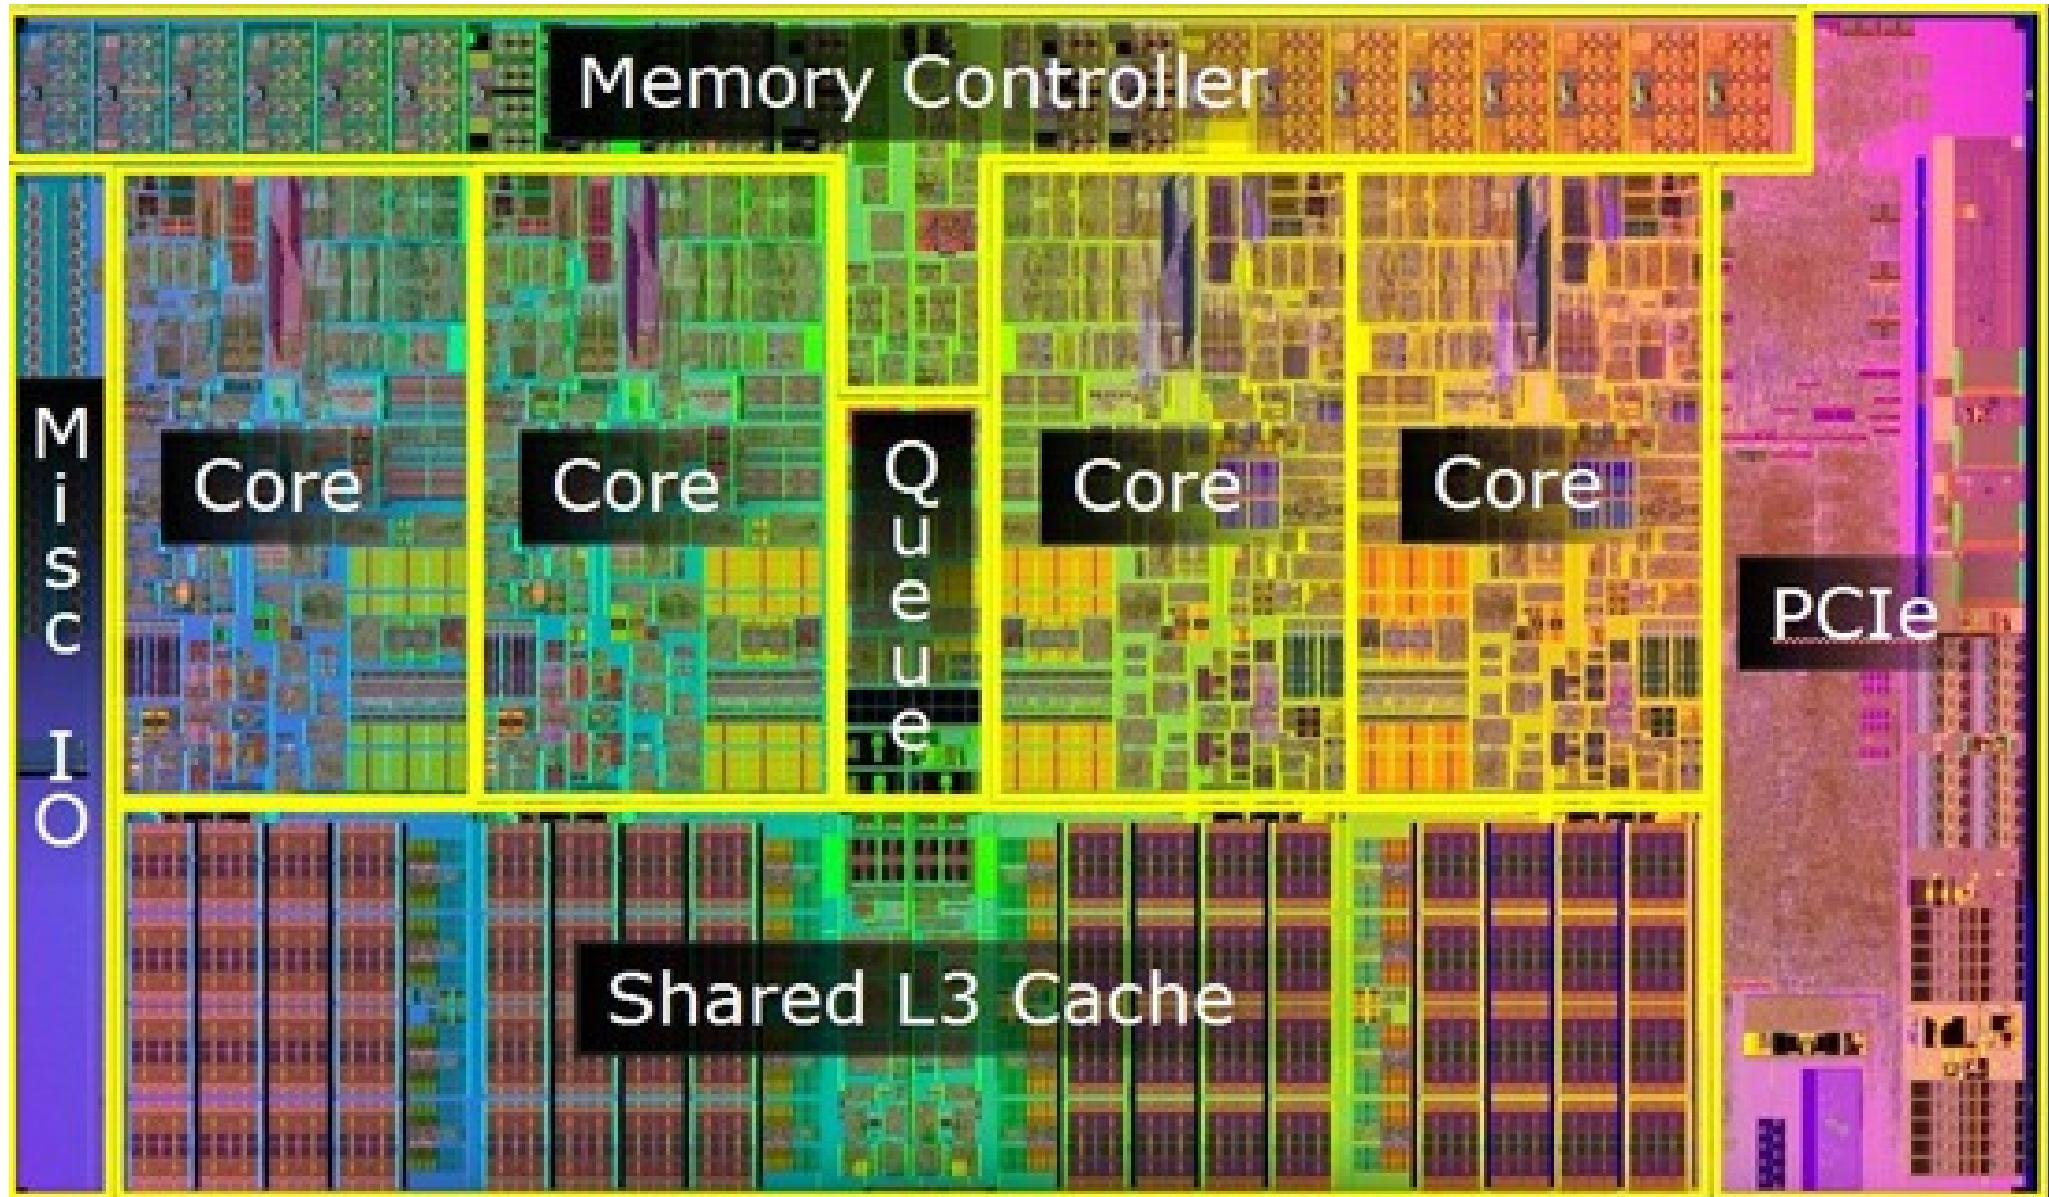 Memory Controller
Misc IO
Core
Core
Queue
Core
Core
PCIe
Shared L3 Cache